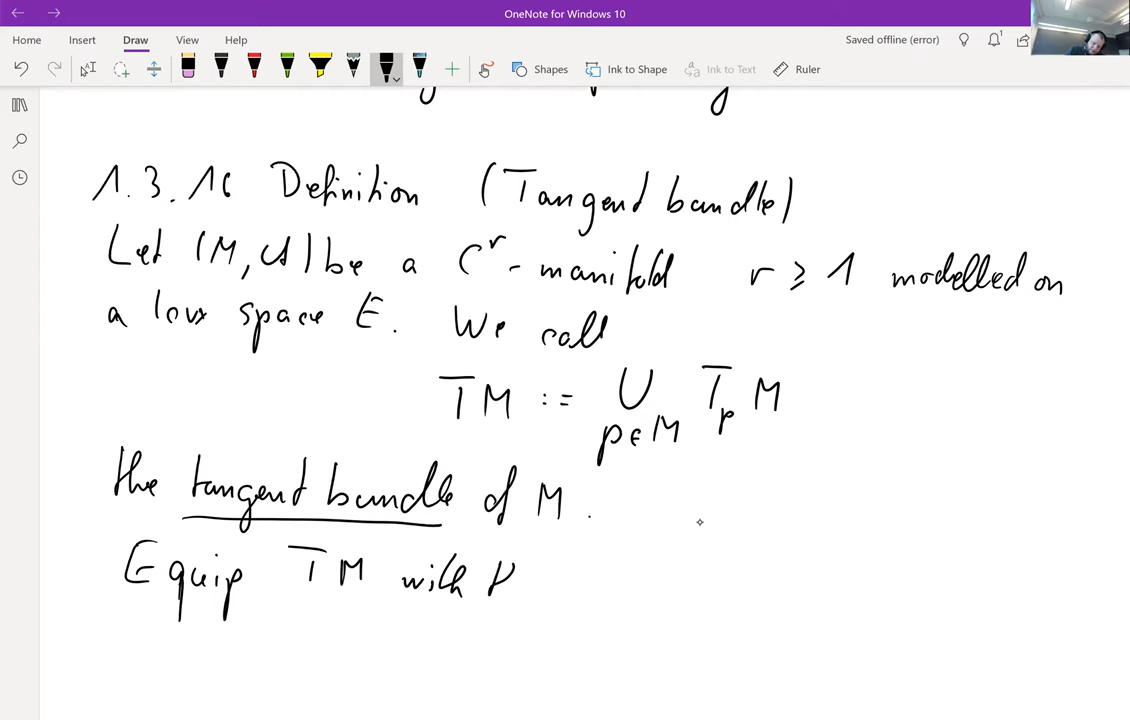 OneNote for Windows 10
Home Insert Draw View Help
Saved offline (error)
1
Shapes Ink to Shape Ink to Text Ruler
1.3.16 Definition (Tangent bundle)
Let (M, A) be a C^r-manifold r ≥ 1 modelled on
a lcvx space E. We call
TM := ∪ T_p M
p∈M
the tangent bundle of M.
Equip TM with